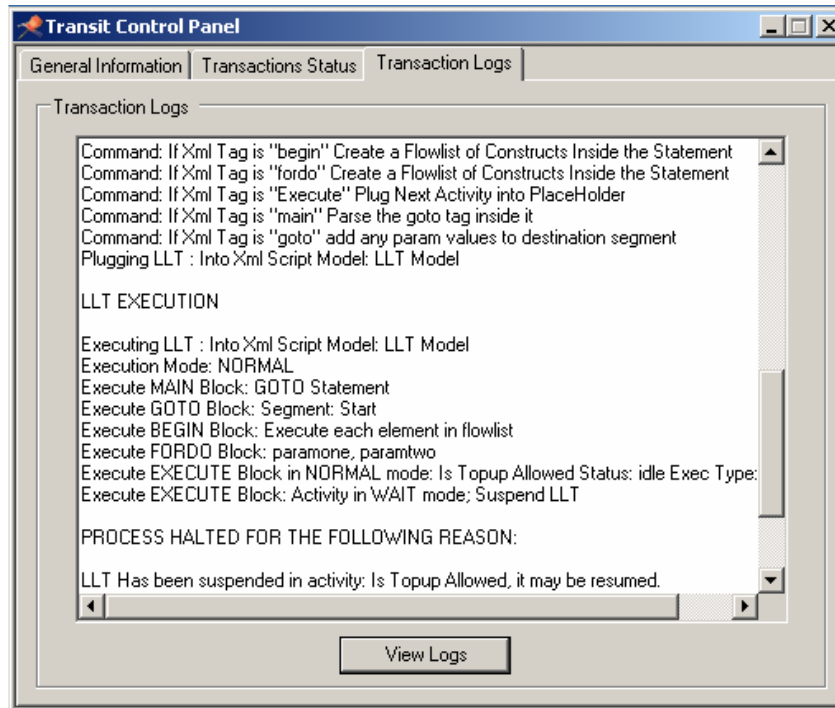 Transit Control Panel
General Information
Transactions Status
Transaction Logs
Transaction Logs
Command: If Xml Tag is "begin" Create a Flowlist of Constructs Inside the Statement
Command: If Xml Tag is "fordo" Create a Flowlist of Constructs Inside the Statement
Command: If Xml Tag is "Execute" Plug Next Activity into PlaceHolder
Command: If Xml Tag is "main" Parse the goto tag inside it
Command: If Xml Tag is "goto" add any param values to destination segment
Plugging LLT : Into Xml Script Model: LLT Model
LLT EXECUTION
Executing LLT : Into Xml Script Model: LLT Model
Execution Mode: NORMAL
Execute MAIN Block: GOTO Statement
Execute GOTO Block: Segment: Start
Execute BEGIN Block: Execute each element in flowlist
Execute FORDO Block: paramone, paramtwo
Execute EXECUTE Block in NORMAL mode: Is Topup Allowed Status: idle Exec Type:
Execute EXECUTE Block: Activity in WAIT mode; Suspend LLT
PROCESS HALTED FOR THE FOLLOWING REASON:
LLT Has been suspended in activity: Is Topup Allowed, it may be resumed.
View Logs